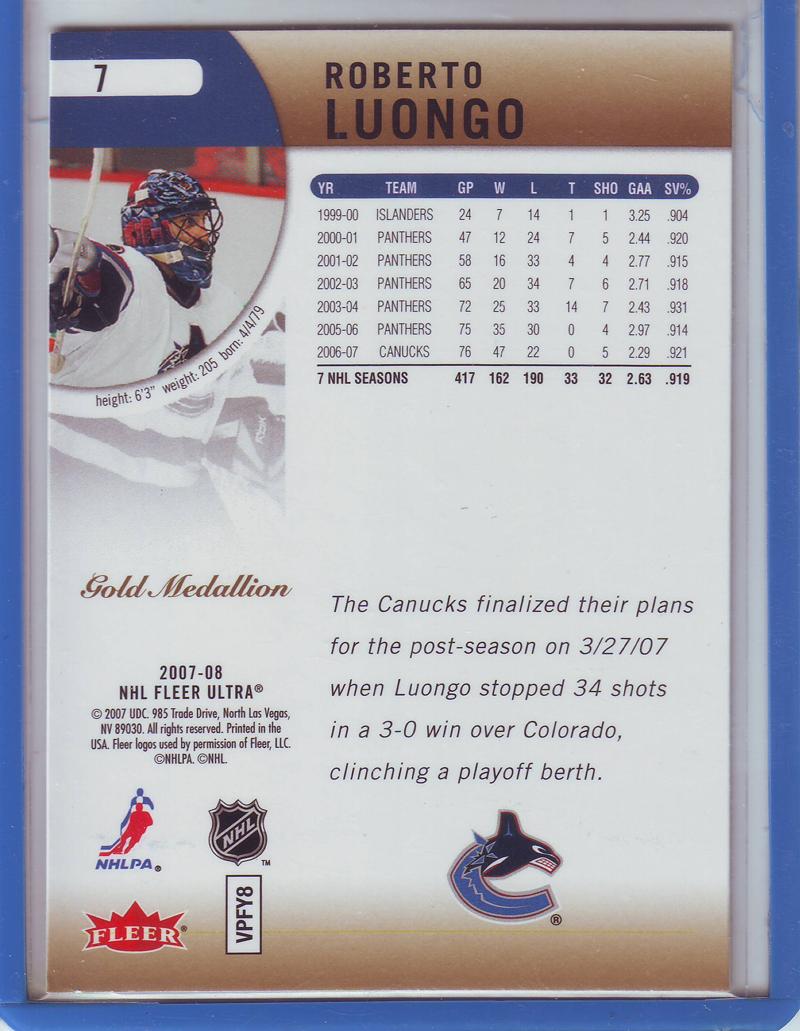 7
ROBERTO
LUONGO
YR TEAM GP W L T SHO GAA SV%
1999-00 ISLANDERS 24 7 14 1 1 3.25 .904
2000-01 PANTHERS 47 12 24 7 5 2.44 .920
2001-02 PANTHERS 58 16 33 4 4 2.77 .915
2002-03 PANTHERS 65 20 34 7 6 2.71 .918
2003-04 PANTHERS 72 25 33 14 7 2.43 .931
2005-06 PANTHERS 75 35 30 0 4 2.97 .914
2006-07 CANUCKS 76 47 22 0 5 2.29 .921
7 NHL SEASONS 417 162 190 33 32 2.63 .919
height: 6'3" weight: 205 born: 4/4/79
Gold Medallion
The Canucks finalized their plans
for the post-season on 3/27/07
when Luongo stopped 34 shots
in a 3-0 win over Colorado,
clinching a playoff berth.
2007-08
NHL FLEER ULTRA®
© 2007 UDC. 985 Trade Drive, North Las Vegas,
NV 89030. All rights reserved. Printed in the
USA. Fleer logos used by permission of Fleer, LLC.
©NHLPA. ©NHL.
NHLPA®
NHL™
FLEER®
VPFY8
®